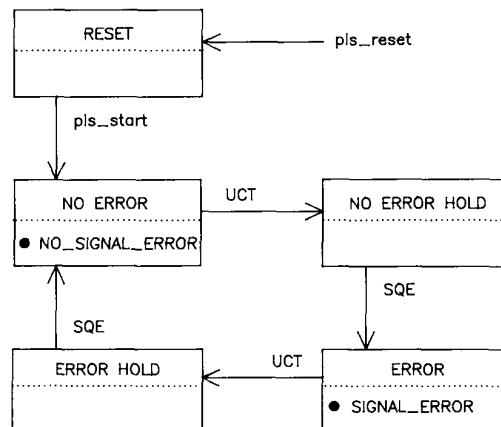 RESET
pls_reset
pls_start
NO ERROR
● NO_SIGNAL_ERROR
UCT
NO ERROR HOLD
SQE
SQE
ERROR HOLD
UCT
ERROR
● SIGNAL_ERROR